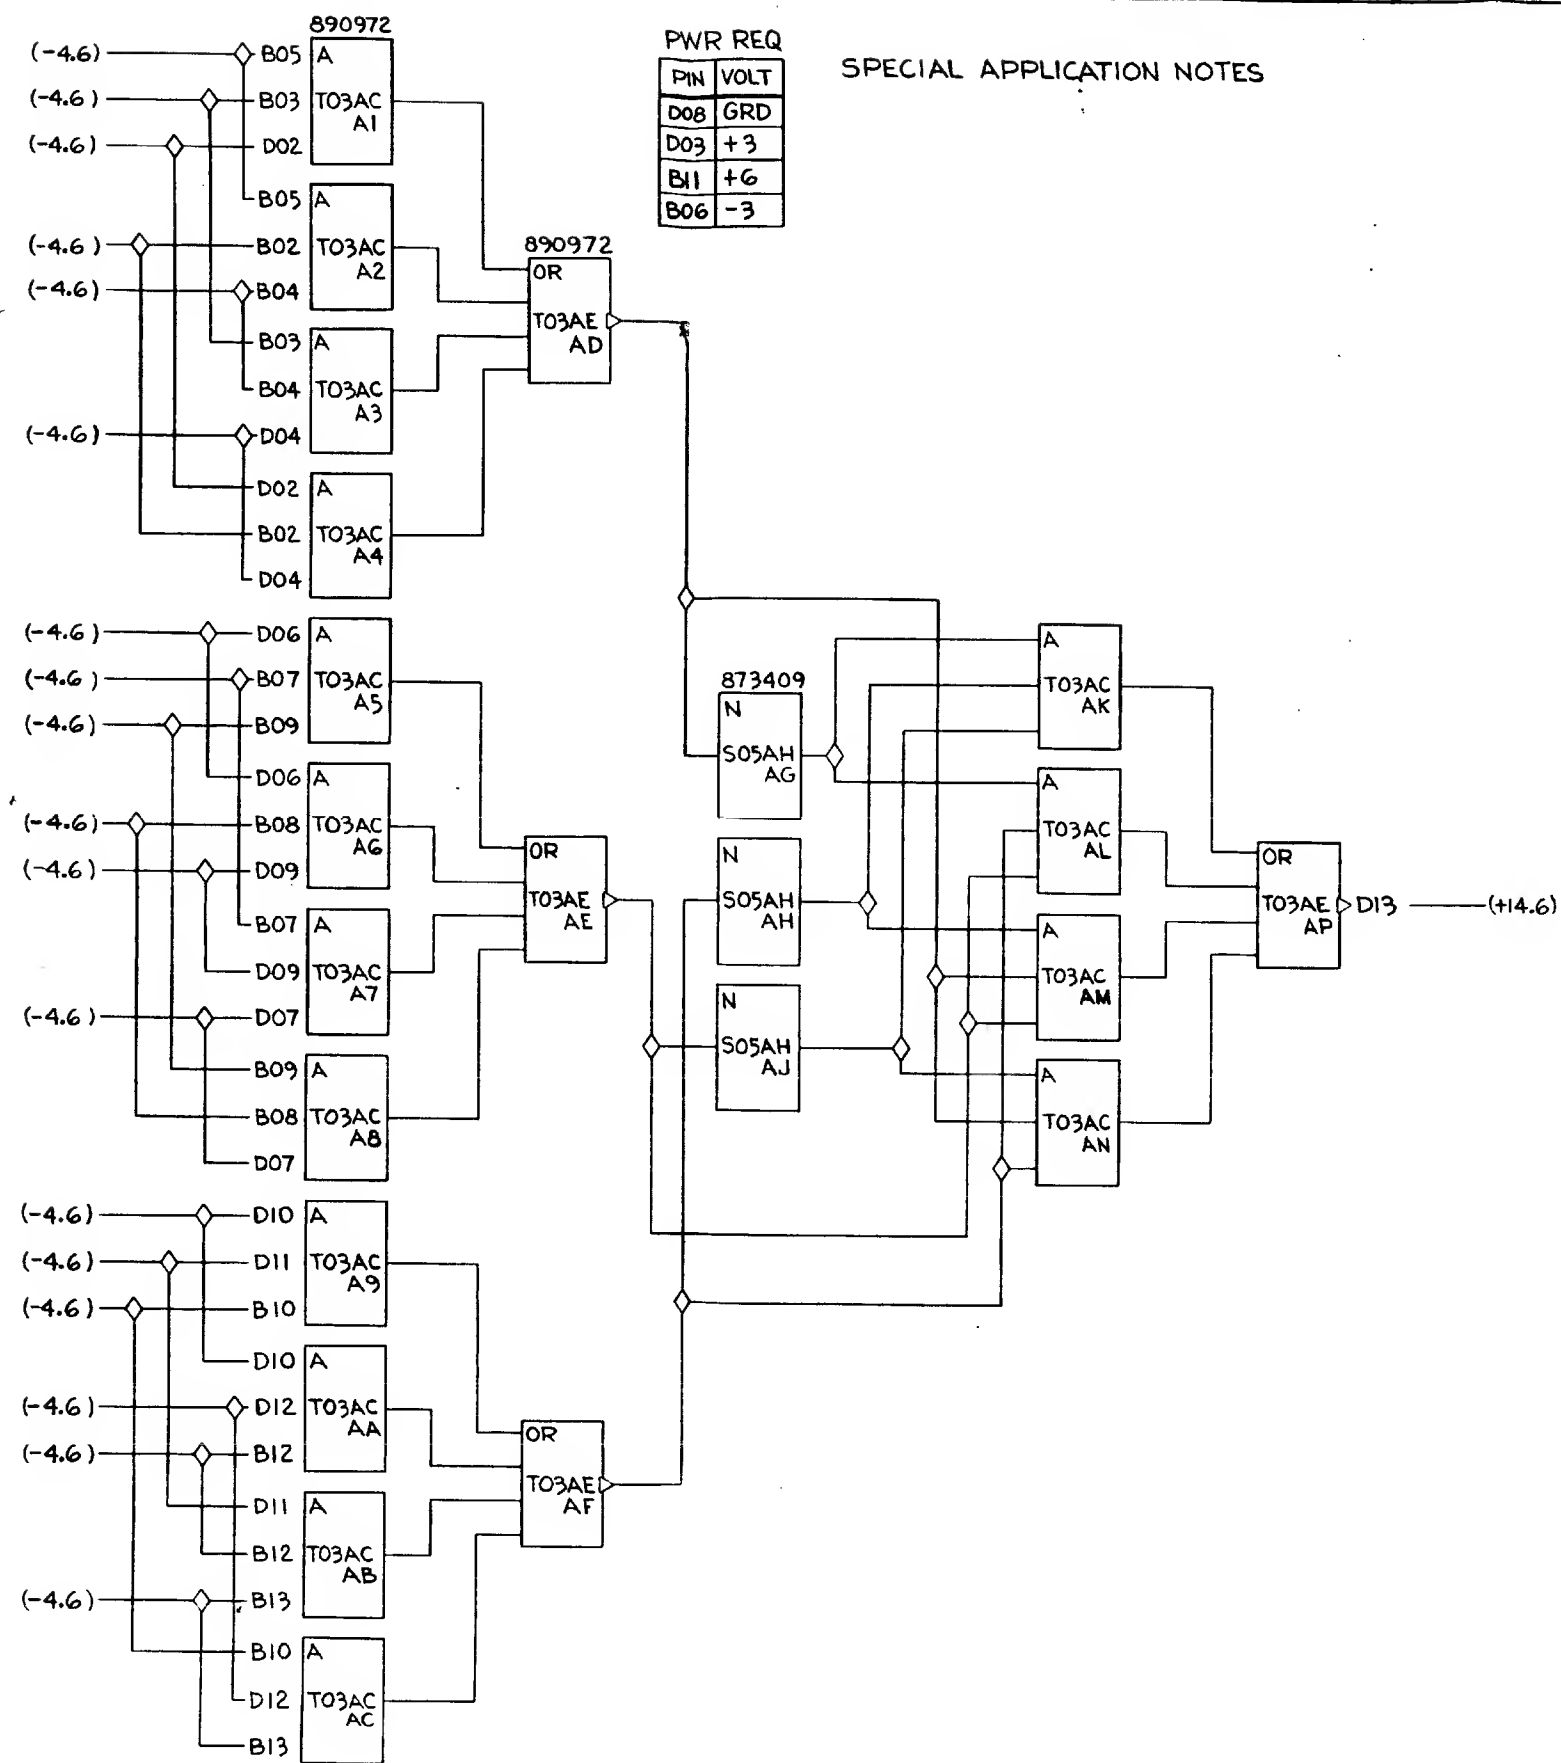 890972
PWR REQ
SPECIAL APPLICATION NOTES
PIN VOLT
D08 GRD
D03 +3
B11 +6
B06 -3
(-4.6) B05 A
(-4.6) B03 T03AC
A1
(-4.6) D02
B05 A
(-4.6) B02 T03AC
A2
(-4.6) B04
B03 A
B04 T03AC
A3
(-4.6) D04
D02 A
B02 T03AC
A4
D04
890972
OR
T03AE
AD
(-4.6) D06 A
(-4.6) B07 T03AC
A5
(-4.6) B09
D06 A
(-4.6) B08 T03AC
A6
(-4.6) D09
B07 A
D09 T03AC
A7
(-4.6) D07
B09 A
B08 T03AC
A8
D07
OR
T03AE
AE
(-4.6) D10 A
(-4.6) D11 T03AC
A9
(-4.6) B10
D10 A
(-4.6) D12 T03AC
AA
(-4.6) B12
D11 A
B12 T03AC
AB
(-4.6) B13
B10 A
D12 T03AC
AC
B13
OR
T03AE
AF
873409
N
S05AH
AG
N
S05AH
AH
N
S05AH
AJ
A
T03AC
AK
A
T03AC
AL
A
T03AC
AM
A
T03AC
AN
OR
T03AE
AP
D13 (+14.6)